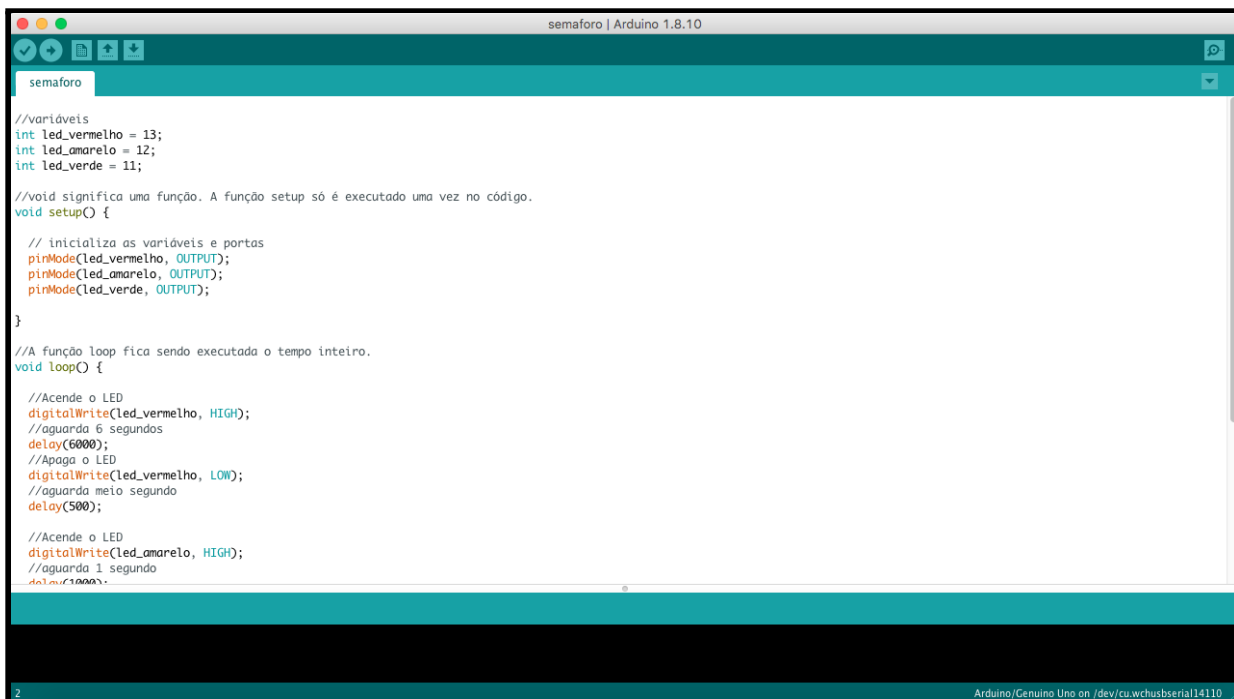 semaforo | Arduino 1.8.10
semaforo
//variáveis
int led_vermelho = 13;
int led_amarelo = 12;
int led_verde = 11;
//void significa uma função. A função setup só é executado uma vez no código.
void setup() {
// inicializa as variáveis e portas
pinMode(led_vermelho, OUTPUT);
pinMode(led_amarelo, OUTPUT);
pinMode(led_verde, OUTPUT);
}
//A função loop fica sendo executada o tempo inteiro.
void loop() {
//Acende o LED
digitalWrite(led_vermelho, HIGH);
//aguarda 6 segundos
delay(6000);
//Apaga o LED
digitalWrite(led_vermelho, LOW);
//aguarda meio segundo
delay(500);
//Acende o LED
digitalWrite(led_amarelo, HIGH);
//aguarda 1 segundo
delay(1000);
2
Arduino/Genuino Uno on /dev/cu.wchusbserial14110